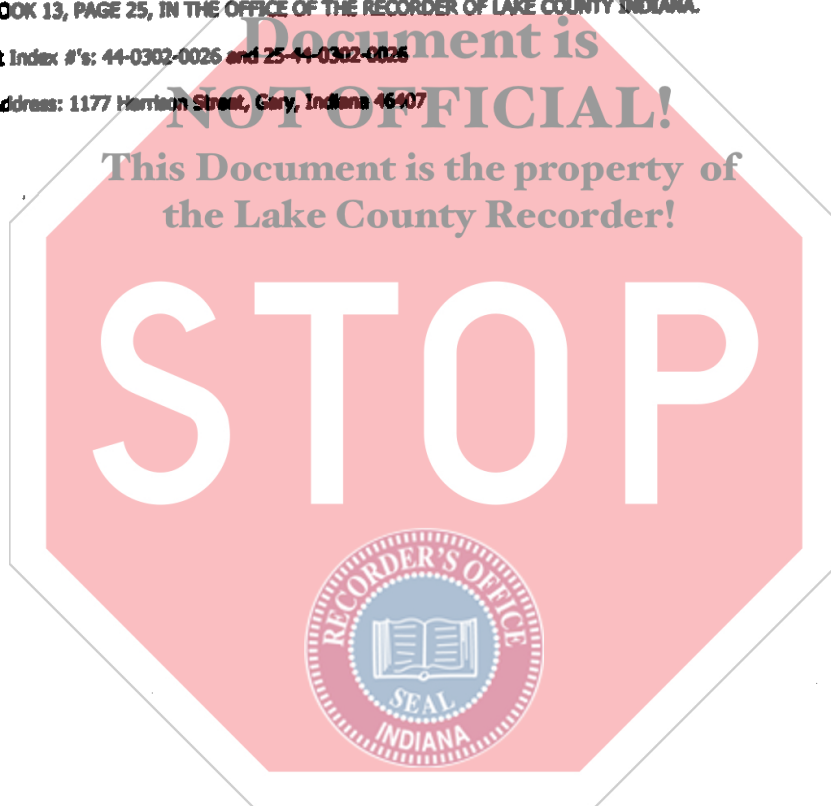 OOK 13, PAGE 25, IN THE OFFICE OF THE RECORDER OF LAKE COUNTY INDIANA.
Document is
t Index #'s: 44-0302-0026 and 25-44-0302-0026
NOT OFFICIAL!
ddress: 1177 Harrison Street, Gary, Indiana 46407
This Document is the property of
the Lake County Recorder!
STOP
RECORDER'S OFFICE
SEAL
INDIANA